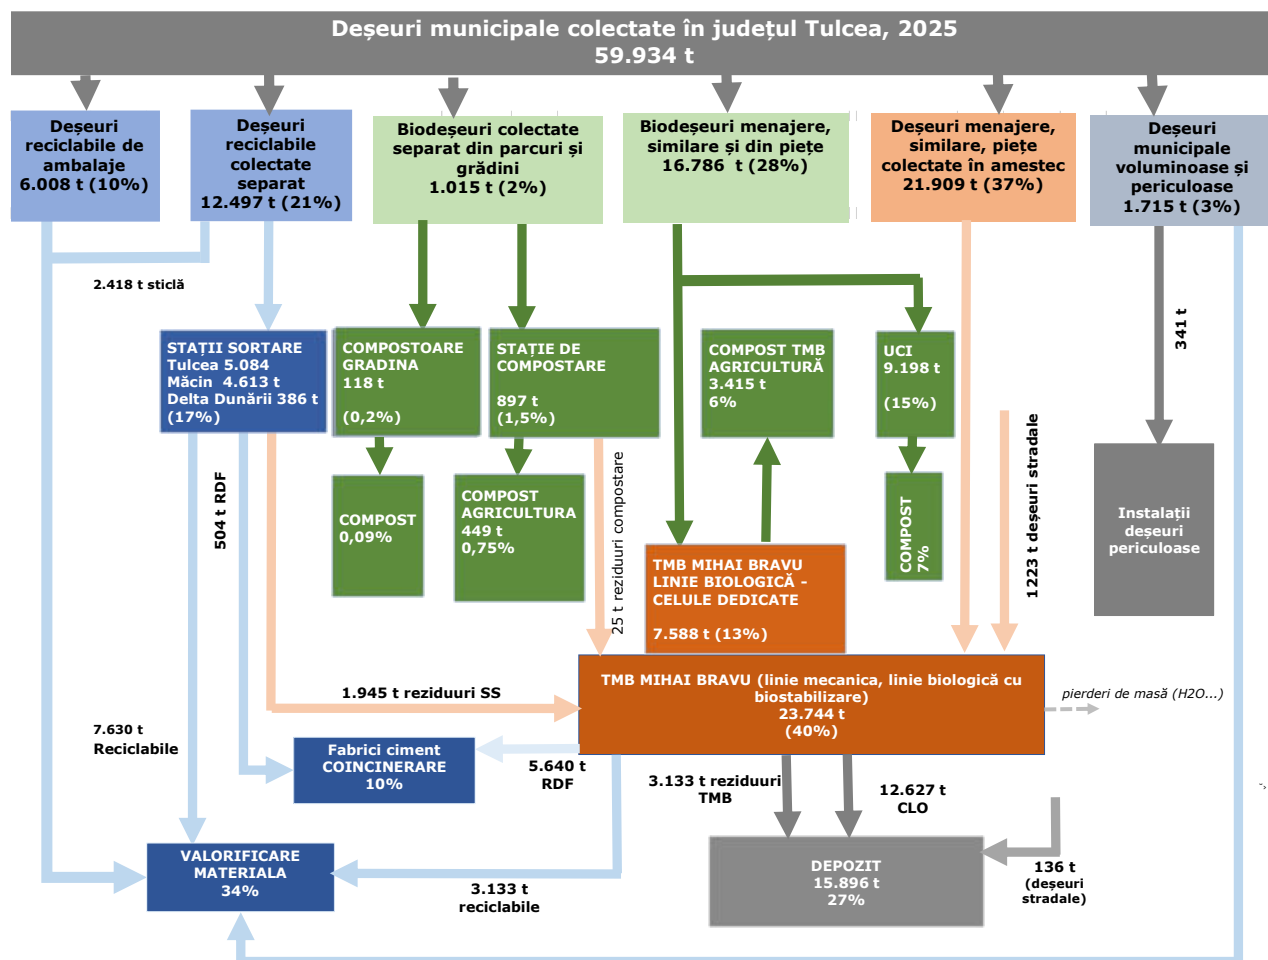 Deșeuri municipale colectate în județul Tulcea, 2025
59.934 t
Deșeuri
reciclabile de
ambalaje
6.008 t (10%)
Deșeuri
reciclabile
colectate
separat
12.497 t (21%)
Biodeșeuri colectate
separat din parcuri și
grădini
1.015 t (2%)
Biodeșeuri menajere,
similare și din piețe
16.786 t (28%)
Deșeuri menajere,
similare, piețe
colectate în amestec
21.909 t (37%)
Deșeuri
municipale
voluminoase și
periculoase
1.715 t (3%)
2.418 t sticlă
341 t
STAȚII SORTARE
Tulcea 5.084
Măcin 4.613 t
Delta Dunării 386 t
(17%)
COMPOSTOARE
GRADINA
118 t
(0,2%)
STAȚIE DE
COMPOSTARE
897 t
(1,5%)
COMPOST TMB
AGRICULTURĂ
3.415 t
6%
UCI
9.198 t
(15%)
504 t RDF
COMPOST
0,09%
COMPOST
AGRICULTURA
449 t
0,75%
25 t reziduuri compostare
COMPOST
7%
1223 t deșeuri stradale
Instalații
deșeuri
periculoase
TMB MIHAI BRAVU
LINIE BIOLOGICĂ -
CELULE DEDICATE
7.588 t (13%)
TMB MIHAI BRAVU (linie mecanica, linie biologică cu
biostabilizare)
23.744 t
(40%)
1.945 t reziduuri SS
pierderi de masă (H2O...)
7.630 t
Reciclabile
Fabrici ciment
COINCINERARE
10%
5.640 t
RDF
3.133 t reziduuri
TMB
12.627 t
CLO
VALORIFICARE
MATERIALA
34%
3.133 t
reciclabile
DEPOZIT
15.896 t
27%
136 t
(deșeuri
stradale)